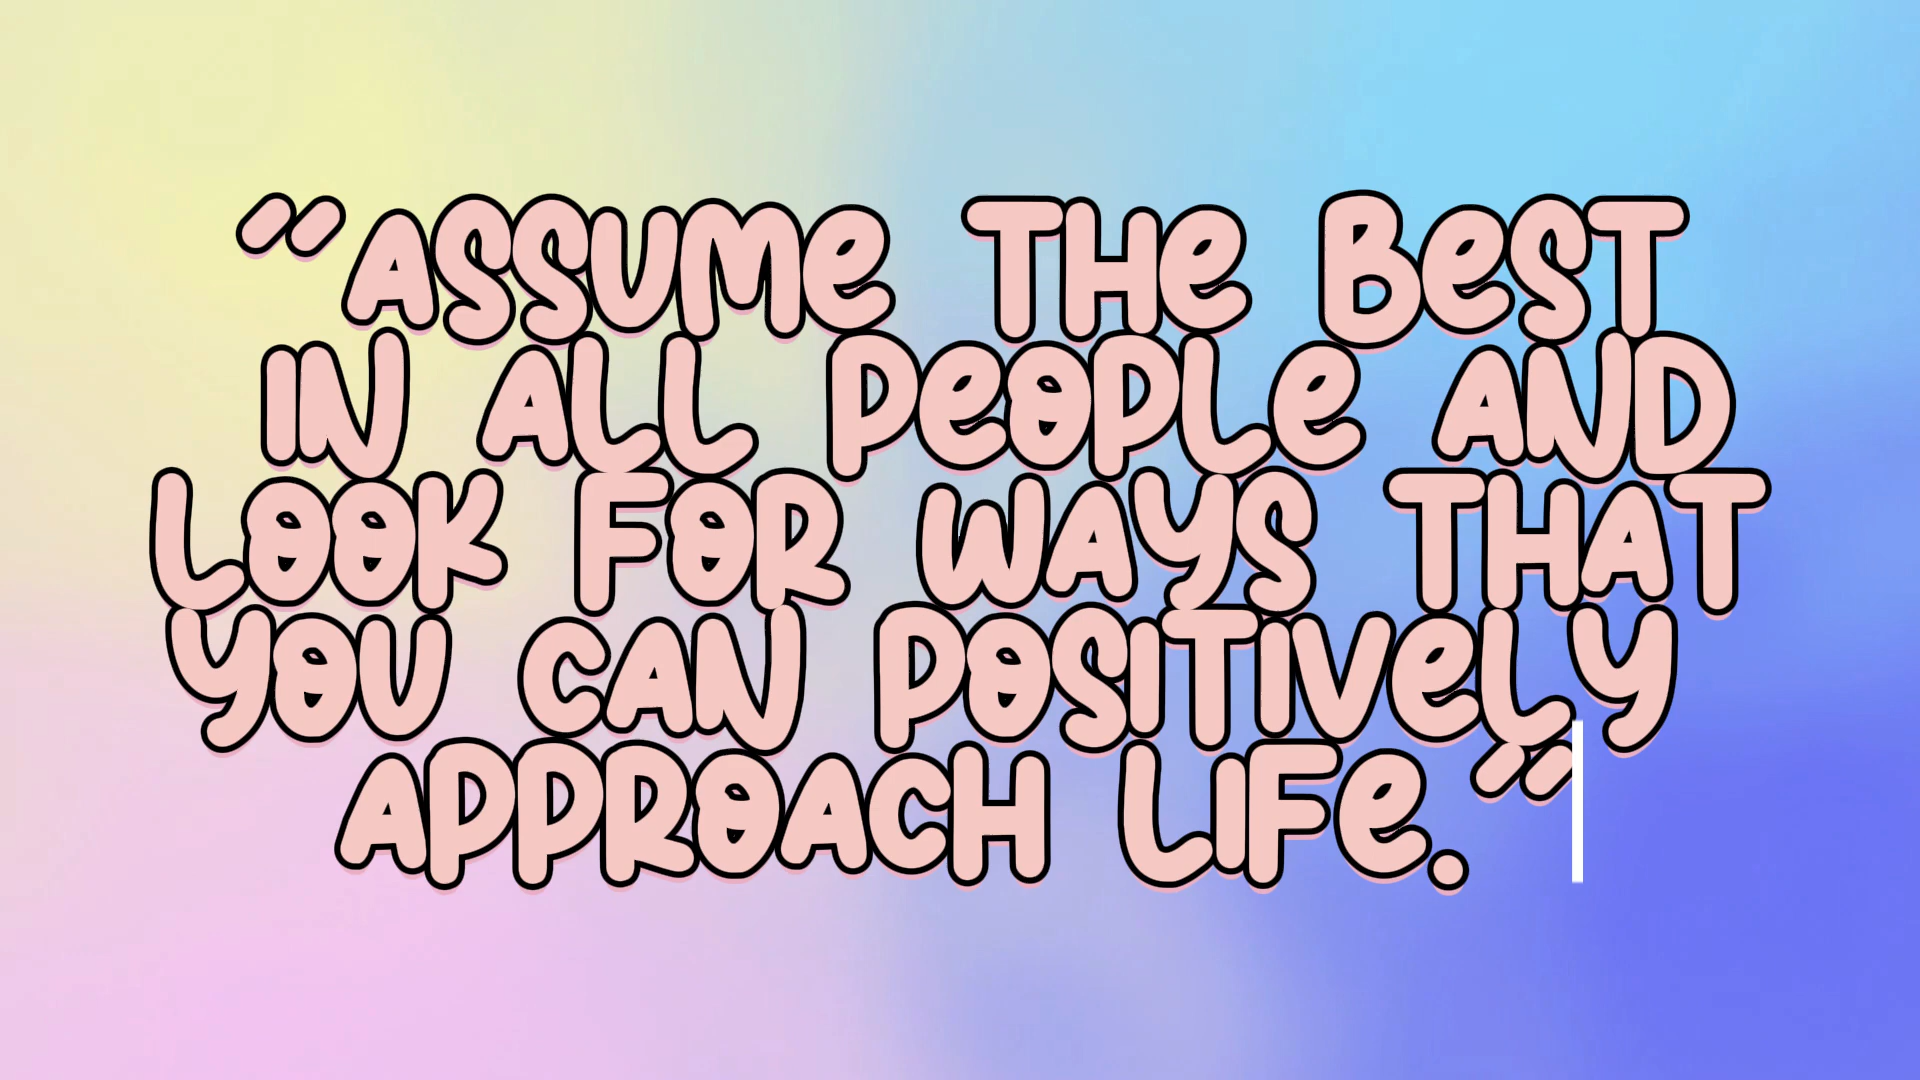 “ASSUME THE BEST
IN ALL PEOPLE AND
LOOK FOR WAYS THAT
YOU CAN POSITIVELY
APPROACH LIFE.”